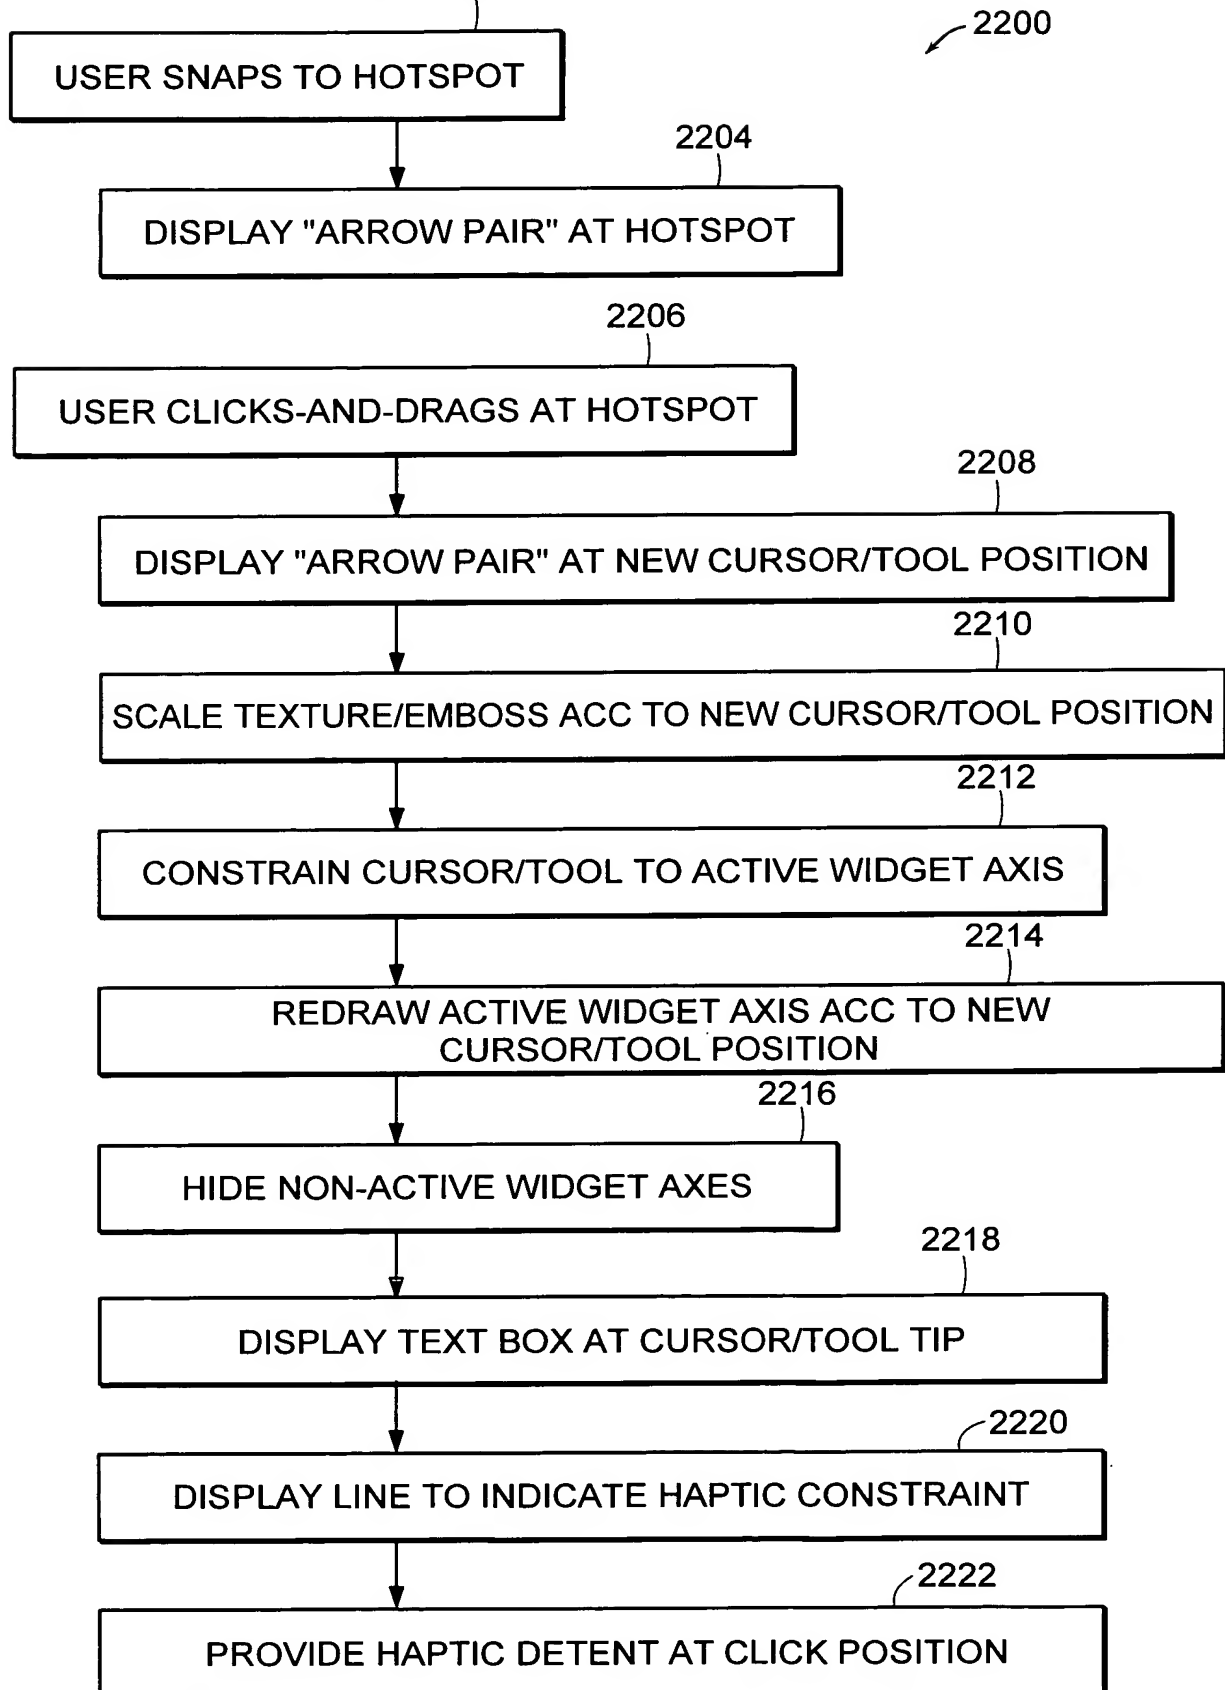 2200
USER SNAPS TO HOTSPOT
2204
DISPLAY "ARROW PAIR" AT HOTSPOT
2206
USER CLICKS-AND-DRAGS AT HOTSPOT
2208
DISPLAY "ARROW PAIR" AT NEW CURSOR/TOOL POSITION
2210
SCALE TEXTURE/EMBOSS ACC TO NEW CURSOR/TOOL POSITION
2212
CONSTRAIN CURSOR/TOOL TO ACTIVE WIDGET AXIS
2214
REDRAW ACTIVE WIDGET AXIS ACC TO NEW
CURSOR/TOOL POSITION
2216
HIDE NON-ACTIVE WIDGET AXES
2218
DISPLAY TEXT BOX AT CURSOR/TOOL TIP
2220
DISPLAY LINE TO INDICATE HAPTIC CONSTRAINT
2222
PROVIDE HAPTIC DETENT AT CLICK POSITION